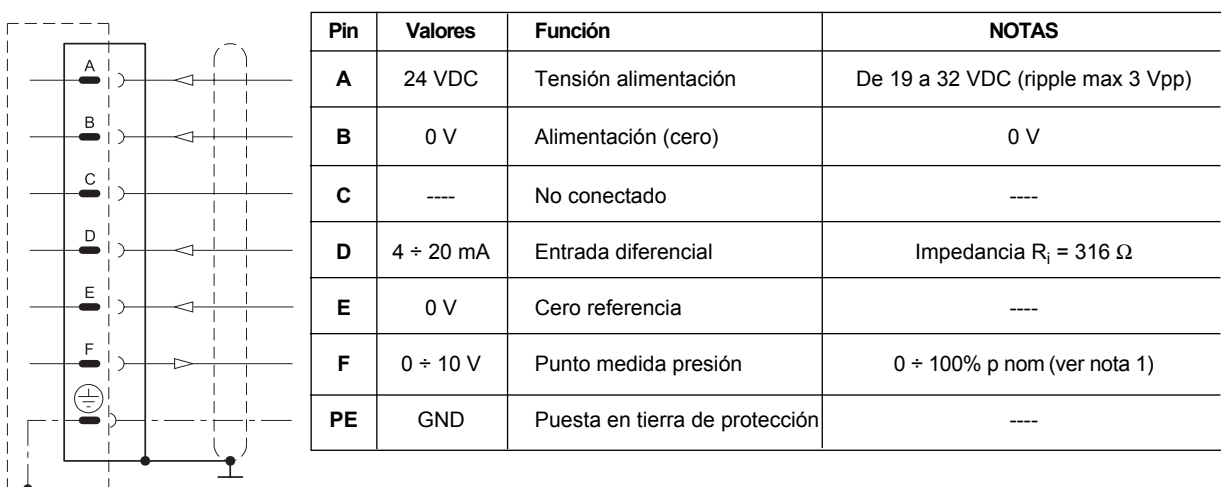 A
B
C
D
E
F
Pin Valores Función NOTAS
A 24 VDC Tensión alimentación De 19 a 32 VDC (ripple max 3 Vpp)
B 0 V Alimentación (cero) 0 V
C ---- No conectado ----
D 4 ÷ 20 mA Entrada diferencial Impedancia Ri = 316 Ω
E 0 V Cero referencia ----
F 0 ÷ 10 V Punto medida presión 0 ÷ 100% p nom (ver nota 1)
PE GND Puesta en tierra de protección ----